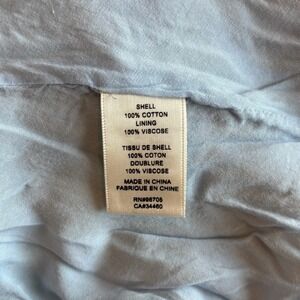 SHELL
100% COTTON
LINING
100% VISCOSE
TISSU DE SHELL
100% COTON
DOUBLURE
100% VISCOSE
MADE IN CHINA
FABRIQUE EN CHINE
RN#98705
CA#34460